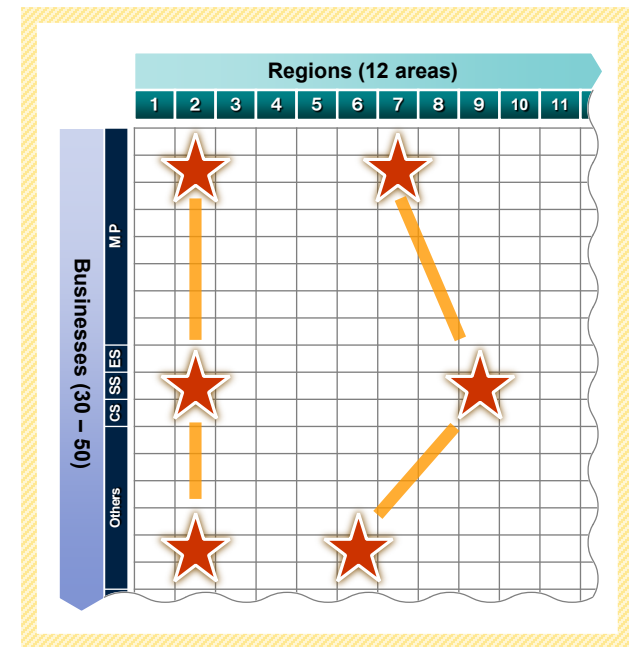 Regions (12 areas)
1 2 3 4 5 6 7 8 9 10 11
Businesses (30 – 50)
MP
ES
SS
CS
Others